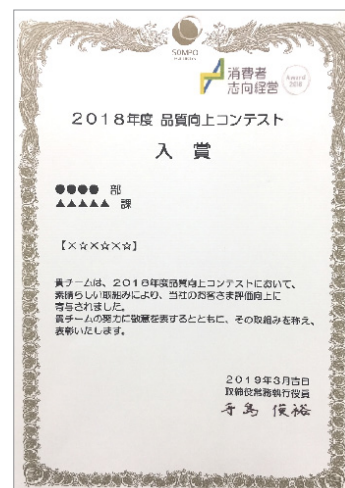 SOMPO
消費者
志向経営
Award
2018
2018年度 品質向上コンテスト
入 賞
●●●● 部
▲▲▲▲▲ 課
【×☆×☆×☆】
貴チームは、2018年度品質向上コンテストにおいて、
素晴らしい取組みにより、当社のお客さま評価向上に
寄与されました。
貴チームの努力に敬意を表するとともに、その取組みを称え、
表彰いたします。
2019年3月吉日
取締役常務執行役員
手島 俊裕